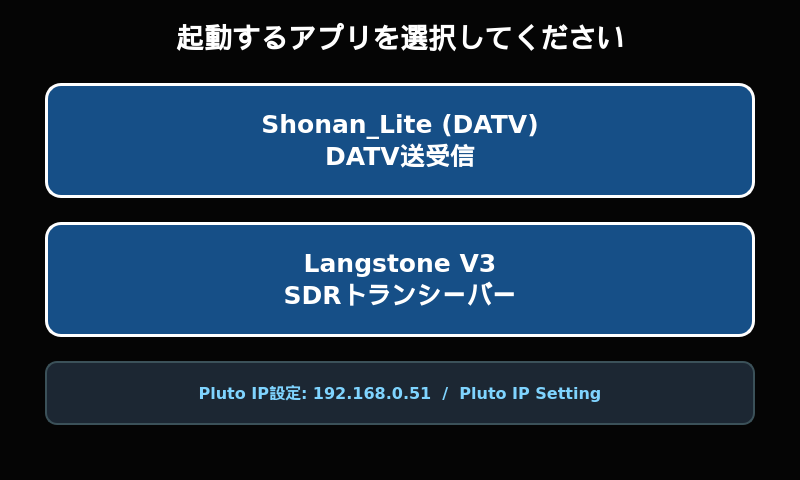 起動するアプリを選択してください
Shonan_Lite (DATV)
DATV送受信
Langstone V3
SDRトランシーバー
Pluto IP設定: 192.168.0.51 / Pluto IP Setting